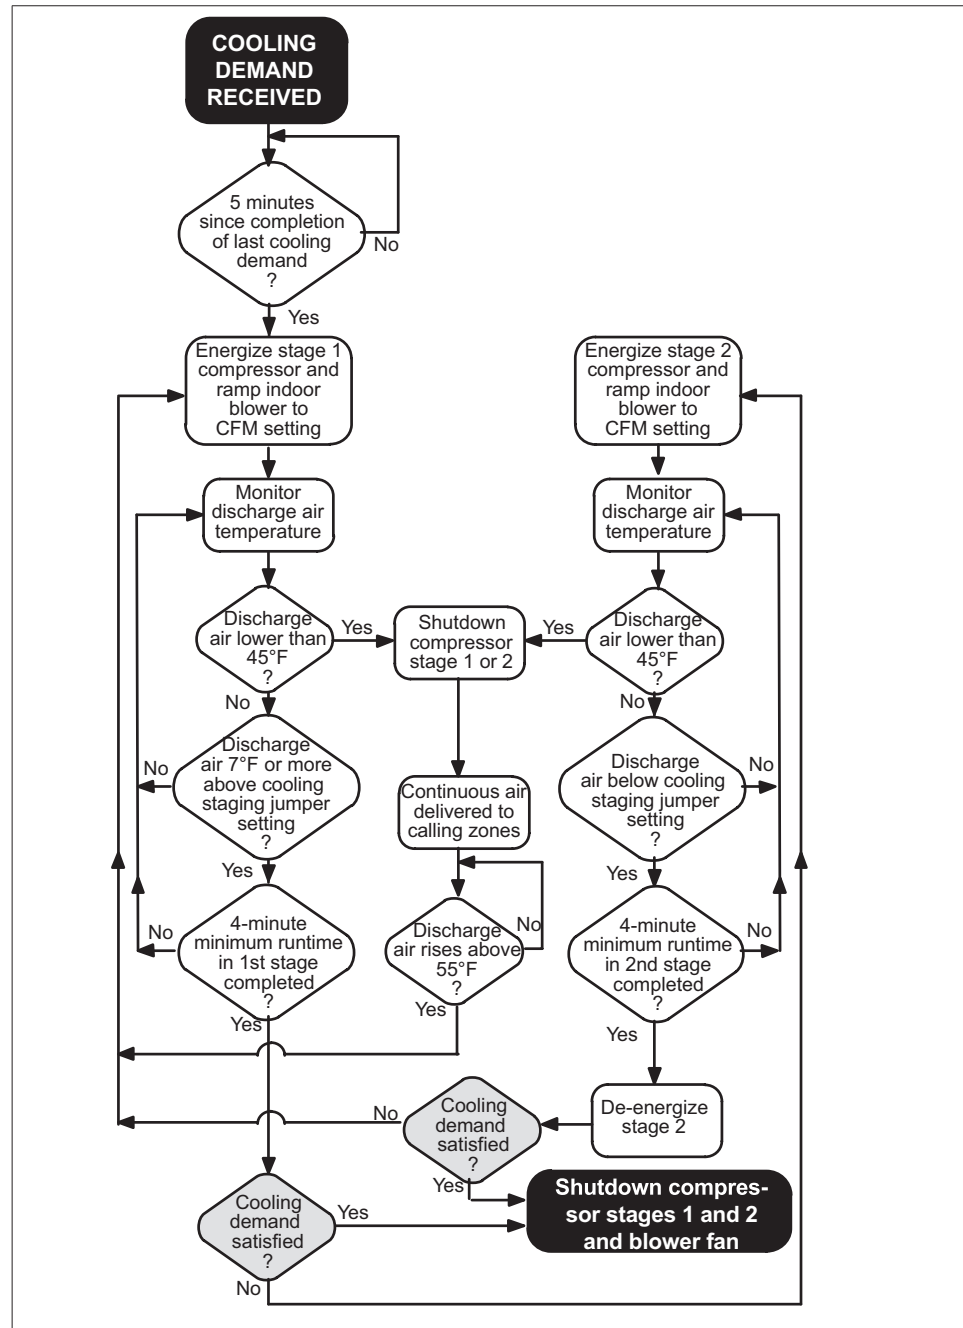 COOLING
DEMAND
RECEIVED
5 minutes
since completion
of last cooling
demand
?
No
Yes
Energize stage 1
compressor and
ramp indoor
blower to
CFM setting
Energize stage 2
compressor and
ramp indoor
blower to
CFM setting
Monitor
discharge air
temperature
Monitor
discharge air
temperature
Discharge
air lower than
45°F
?
Yes
Shutdown
compressor
stage 1 or 2
Yes
Discharge
air lower than
45°F
?
No
No
Discharge
air 7°F or more
above cooling
staging jumper
setting
?
No
Continuous air
delivered to
calling zones
Discharge
air below cooling
staging jumper
setting
?
No
Yes
Yes
4-minute
minimum runtime
in 1st stage
completed
?
No
Discharge
air rises above
55°F
?
No
4-minute
minimum runtime
in 2nd stage
completed
?
No
Yes
Yes
Yes
Cooling
demand
satisfied
?
No
De-energize
stage 2
Yes
Shutdown compres-
sor stages 1 and 2
and blower fan
Cooling
demand
satisfied
?
Yes
No